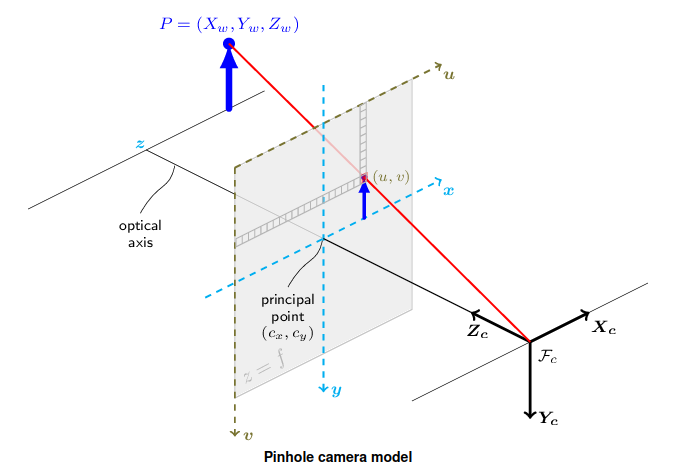 P = (X_w, Y_w, Z_w)
u
z
(u, v)
x
optical
axis
principal
point
(c_x, c_y)
Z_c
X_c
F_c
z = f
y
Y_c
v
Pinhole camera model